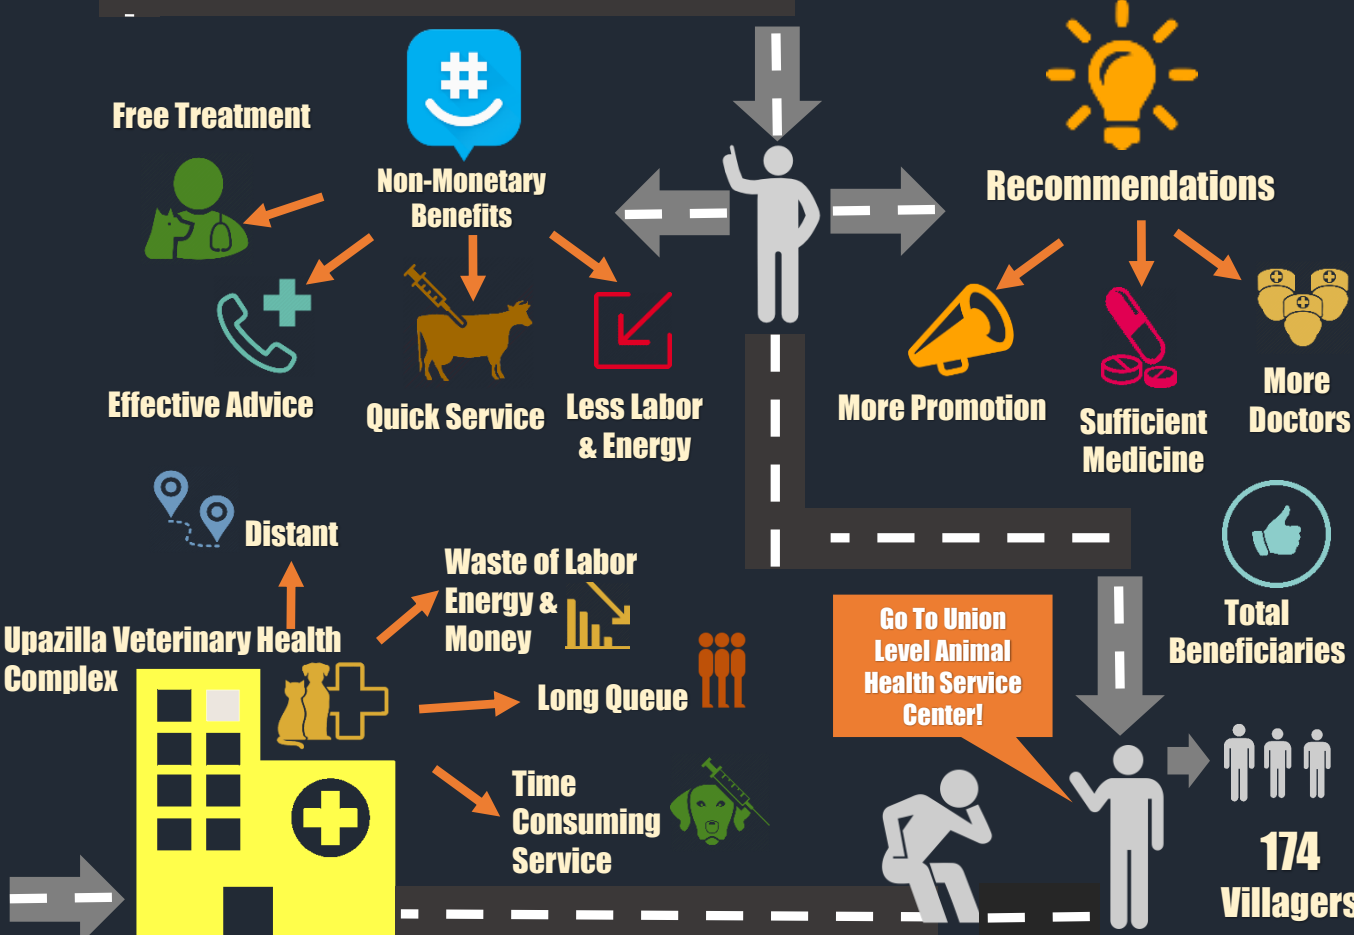 Free Treatment
#
Non-Monetary
Benefits
Effective Advice
Quick Service
Less Labor
& Energy
Recommendations
More Promotion
Sufficient
Medicine
More
Doctors
Distant
Waste of Labor
Energy &
Money
Upazilla Veterinary Health
Complex
Long Queue
Time
Consuming
Service
Go To Union
Level Animal
Health Service
Center!
Total
Beneficiaries
174
Villagers